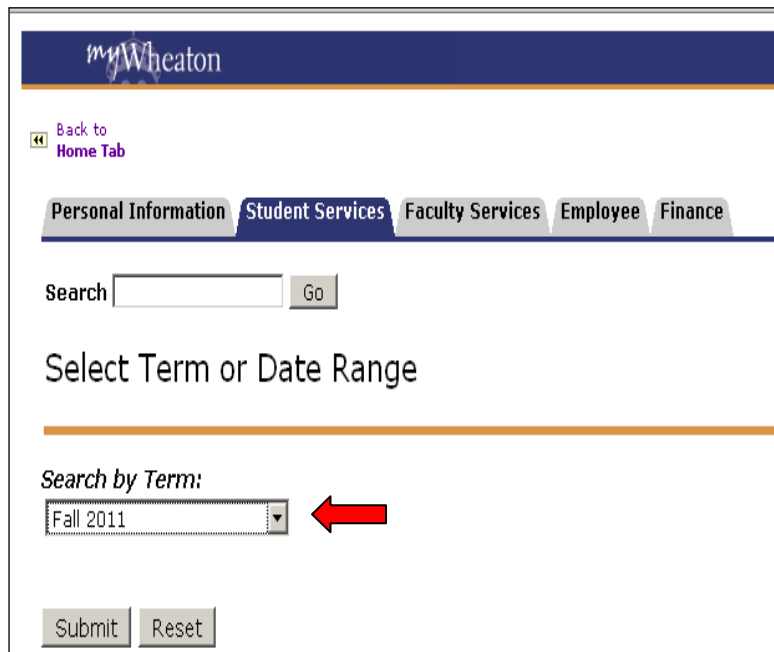 myWheaton
Back to
Home Tab
Personal Information Student Services Faculty Services Employee Finance
Search Go
Select Term or Date Range
Search by Term:
Fall 2011
Submit Reset